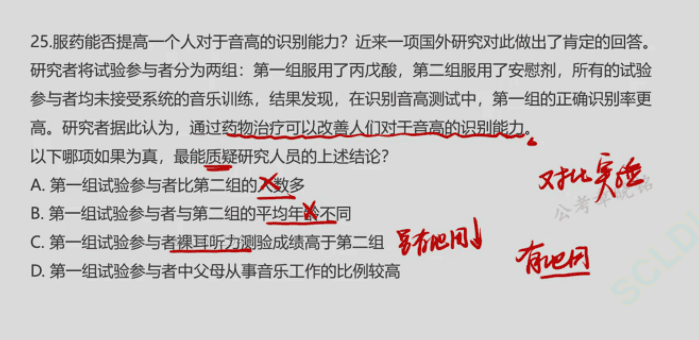 25.服药能否提高一个人对于音高的识别能力？近来一项国外研究对此做出了肯定的回答。
研究者将试验参与者分为两组：第一组服用了丙戊酸，第二组服用了安慰剂，所有的试验
参与者均未接受系统的音乐训练，结果发现，在识别音高测试中，第一组的正确识别率更
高。研究者据此认为，通过药物治疗可以改善人们对于音高的识别能力。
以下哪项如果为真，最能质疑研究人员的上述结论？
A. 第一组试验参与者比第二组的人数多
对比实验
B. 第一组试验参与者与第二组的平均年龄不同
C. 第一组试验参与者裸耳听力测验成绩高于第二组
D. 第一组试验参与者中父母从事音乐工作的比例较高
SCLDI